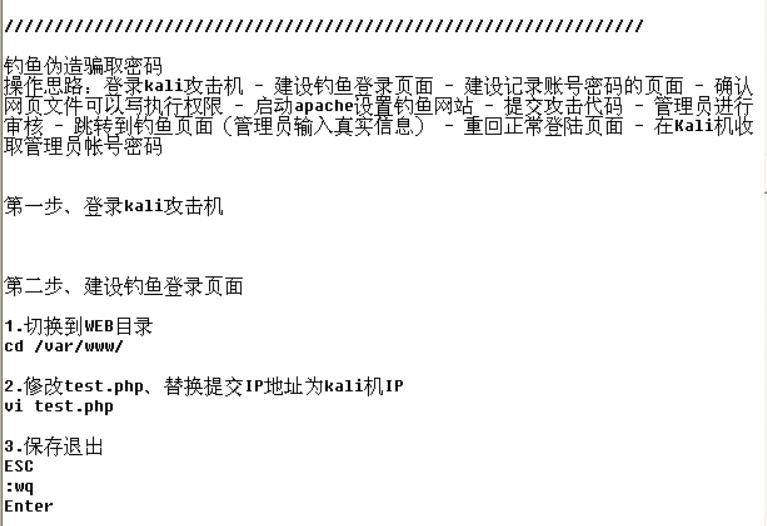 ////////////////////////////////////////////////////////////////
钓鱼伪造骗取密码
操作思路：登录kali攻击机 - 建设钓鱼登录页面 - 建设记录账号密码的页面 - 确认
网页文件可以写执行权限 - 启动apache设置钓鱼网站 - 提交攻击代码 - 管理员进行
审核 - 跳转到钓鱼页面（管理员输入真实信息） - 重回正常登陆页面 - 在Kali机收
取管理员帐号密码
第一步、登录kali攻击机
第二步、建设钓鱼登录页面
1.切换到WEB目录
cd /var/www/
2.修改test.php、替换提交IP地址为kali机IP
vi test.php
3.保存退出
ESC
:wq
Enter